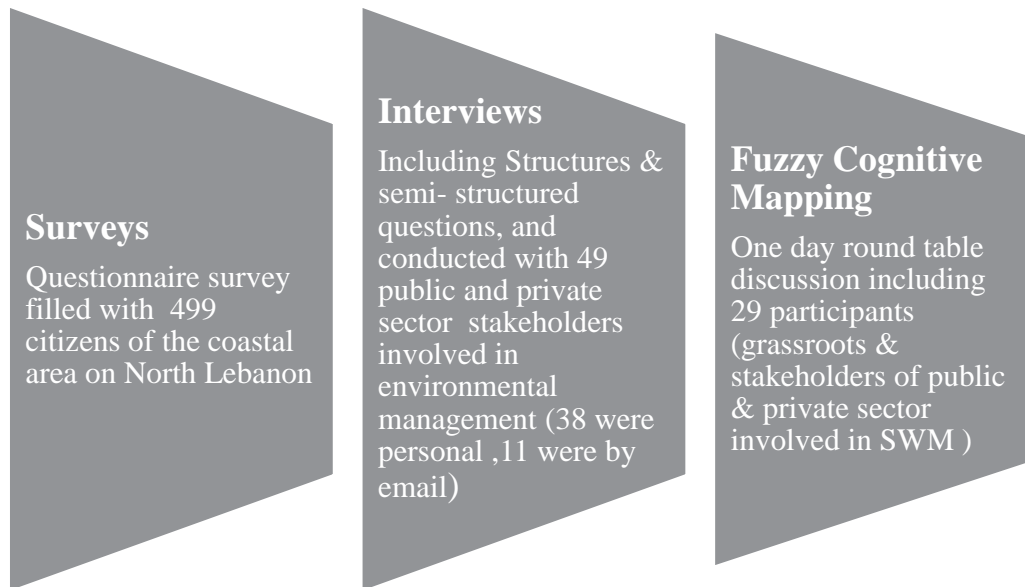 Surveys
Questionnaire survey
filled with 499
citizens of the coastal
area on North Lebanon
Interviews
Including Structures &
semi- structured
questions, and
conducted with 49
public and private
sector stakeholders
involved in
environmental
management (38 were
personal ,11 were by
email)
Fuzzy Cognitive
Mapping
One day round table
discussion including
29 participants
(grassroots &
stakeholders of public
& private sector
involved in SWM )